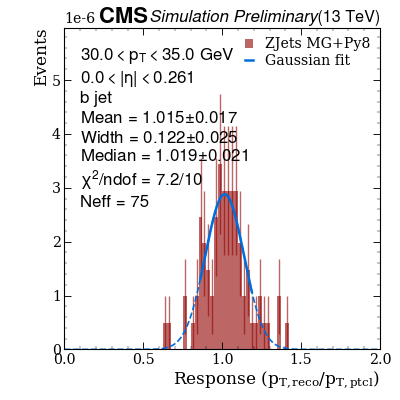 1e-6 CMS Simulation Preliminary (13 TeV)
Events
ZJets MG+Py8
Gaussian fit
30.0 < p_T < 35.0 GeV
0.0 < |η| < 0.261
b jet
Mean = 1.015±0.017
Width = 0.122±0.025
Median = 1.019±0.021
χ²/ndof = 7.2/10
Neff = 75
5
4
3
2
1
0
0.0 0.5 1.0 1.5 2.0
Response (p_T,reco/p_T,ptcl)